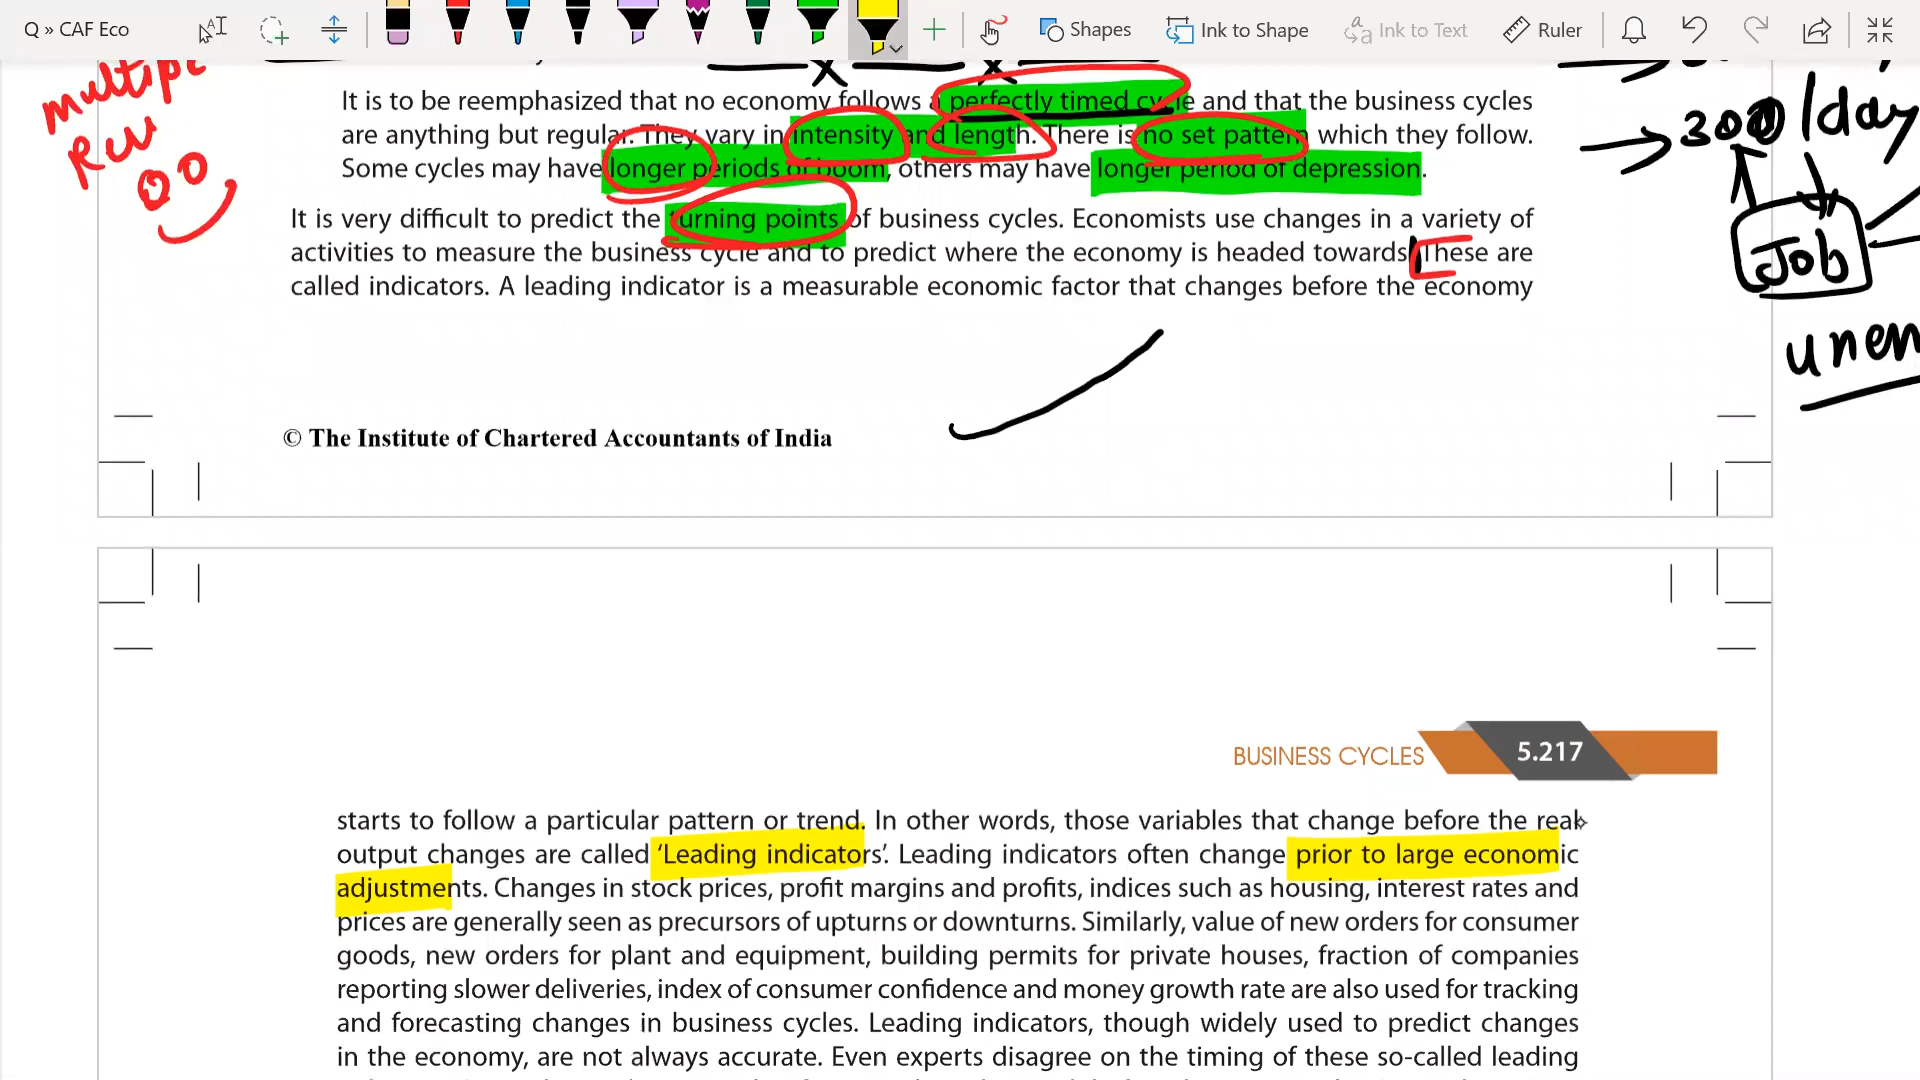 Q » CAF Eco
Shapes
Ink to Shape
Ink to Text
Ruler
multiple
Rev
It is to be reemphasized that no economy follows a perfectly timed cycle and that the business cycles
are anything but regular. They vary in intensity and length. There is no set pattern which they follow.
Some cycles may have longer periods of boom, others may have longer period of depression.
300 /day
It is very difficult to predict the turning points of business cycles. Economists use changes in a variety of
activities to measure the business cycle and to predict where the economy is headed towards. These are
called indicators. A leading indicator is a measurable economic factor that changes before the economy
Job
unem
© The Institute of Chartered Accountants of India
BUSINESS CYCLES 5.217
starts to follow a particular pattern or trend. In other words, those variables that change before the real
output changes are called ‘Leading indicators’. Leading indicators often change prior to large economic
adjustments. Changes in stock prices, profit margins and profits, indices such as housing, interest rates and
prices are generally seen as precursors of upturns or downturns. Similarly, value of new orders for consumer
goods, new orders for plant and equipment, building permits for private houses, fraction of companies
reporting slower deliveries, index of consumer confidence and money growth rate are also used for tracking
and forecasting changes in business cycles. Leading indicators, though widely used to predict changes
in the economy, are not always accurate. Even experts disagree on the timing of these so-called leading